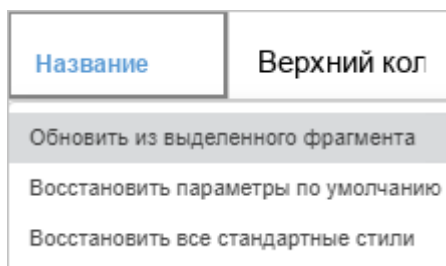 Название Верхний кол
Обновить из выделенного фрагмента
Восстановить параметры по умолчанию
Восстановить все стандартные стили